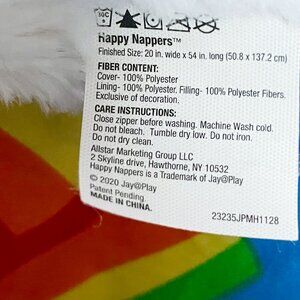 Happy Nappers™
Finished Size: 20 in. wide x 54 in. long (50.8 x 137.2 cm)
FIBER CONTENT:
Cover- 100% Polyester
Lining- 100% Polyester. Filling- 100% Polyester Fibers.
Exclusive of decoration.
CARE INSTRUCTIONS:
Close zipper before washing. Machine Wash cold.
Do not bleach. Tumble dry low. Do not iron.
Do not dry clean.
Allstar Marketing Group LLC
2 Skyline drive, Hawthorne, NY 10532
Happy Nappers is a Trademark of Jay@Play
© 2020 Jay@Play
Patent Pending.
MADE IN CHINA.
23235JPMH1128